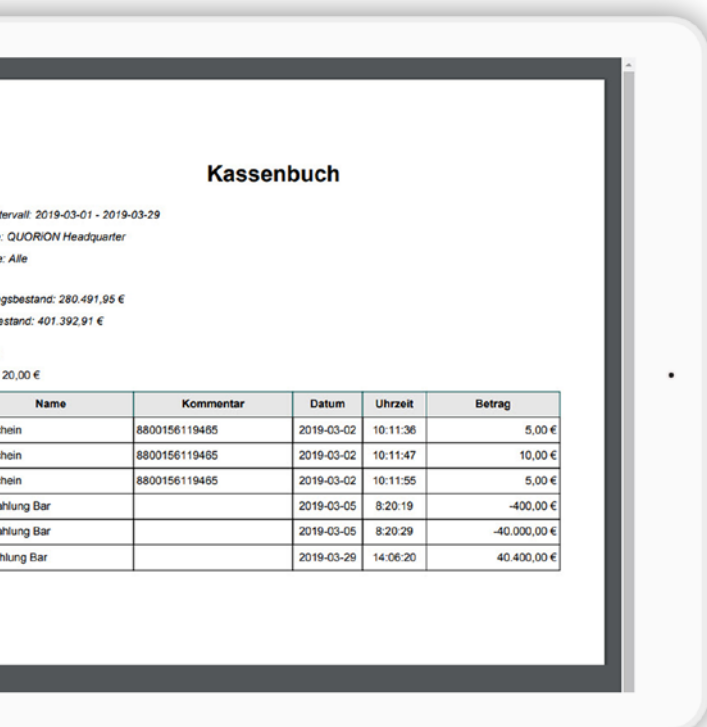 Kassenbuch
tervall: 2019-03-01 - 2019-03-29
: QUORiON Headquarter
e: Alle
gsbestand: 280.491,95 €
estand: 401.392,91 €
20,00 €
Name Kommentar Datum Uhrzeit Betrag
hein 8800156119465 2019-03-02 10:11:36 5,00 €
hein 8800156119465 2019-03-02 10:11:47 10,00 €
hein 8800156119465 2019-03-02 10:11:55 5,00 €
ahlung Bar 2019-03-05 8:20:19 -400,00 €
ahlung Bar 2019-03-05 8:20:29 -40.000,00 €
hlung Bar 2019-03-29 14:06:20 40.400,00 €